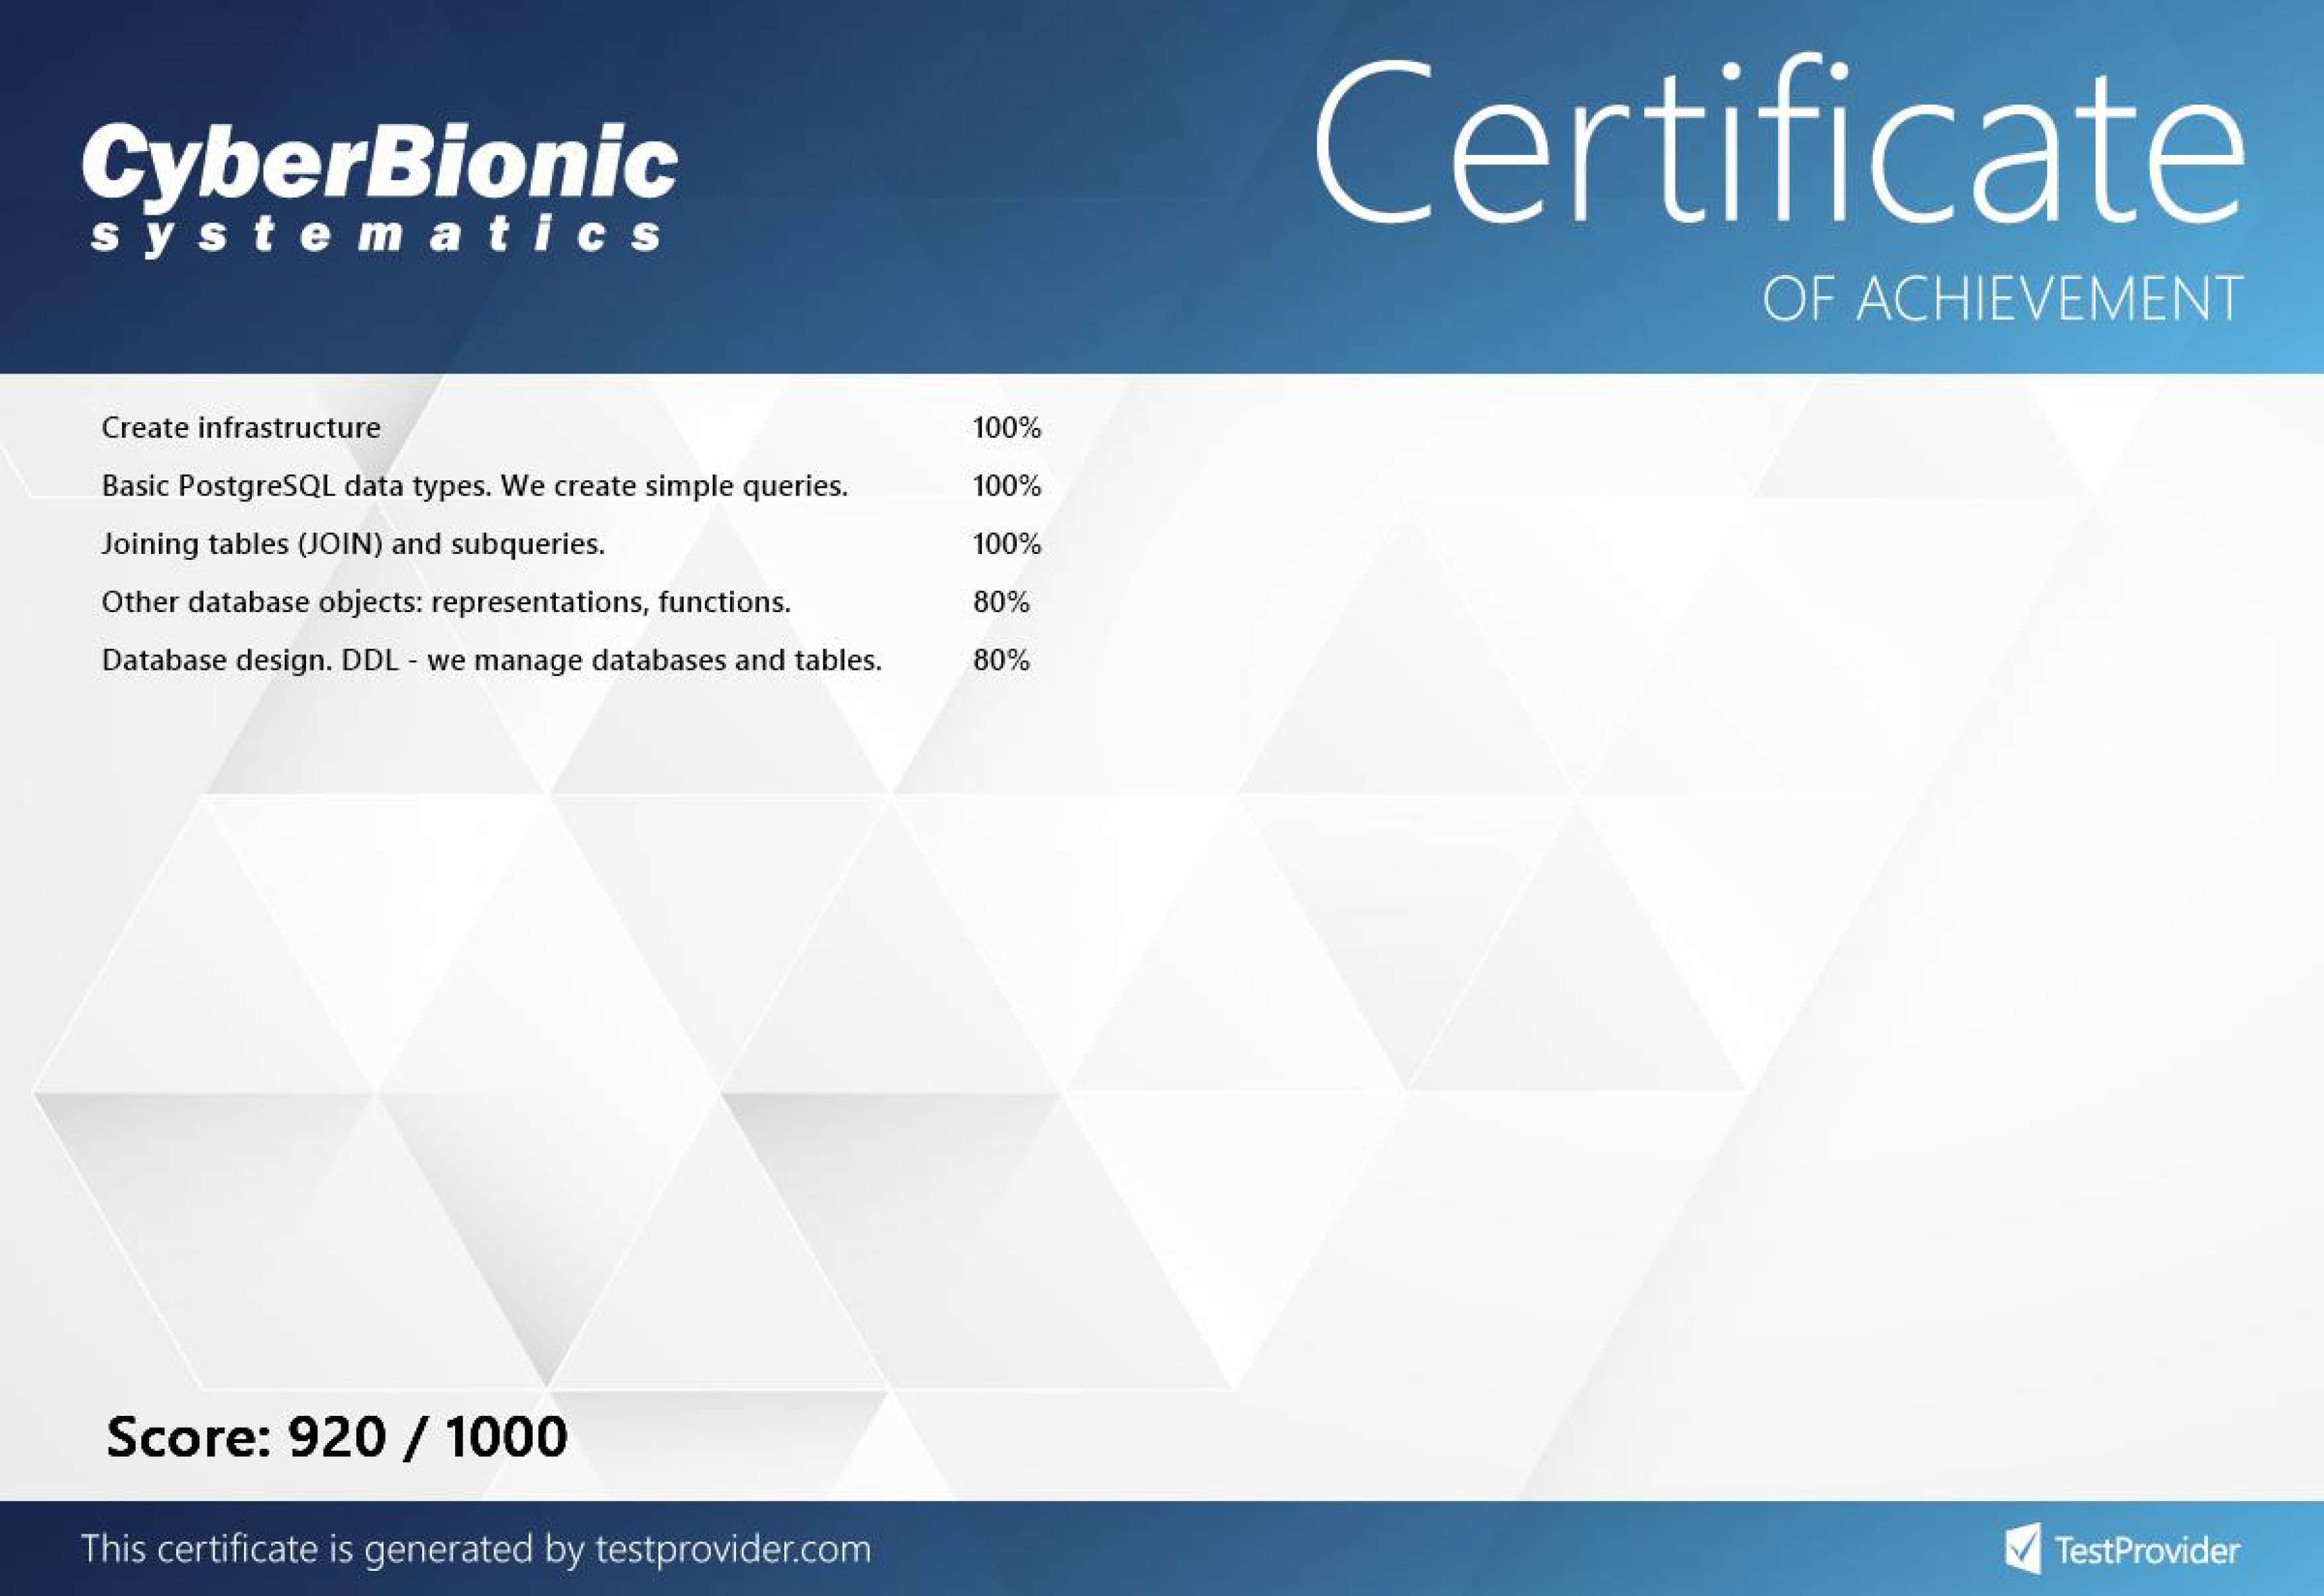 CyberBionic
systematics
Certificate
OF ACHIEVEMENT
Create infrastructure 100%
Basic PostgreSQL data types. We create simple queries. 100%
Joining tables (JOIN) and subqueries. 100%
Other database objects: representations, functions. 80%
Database design. DDL - we manage databases and tables. 80%
Score: 920 / 1000
This certificate is generated by testprovider.com
TestProvider